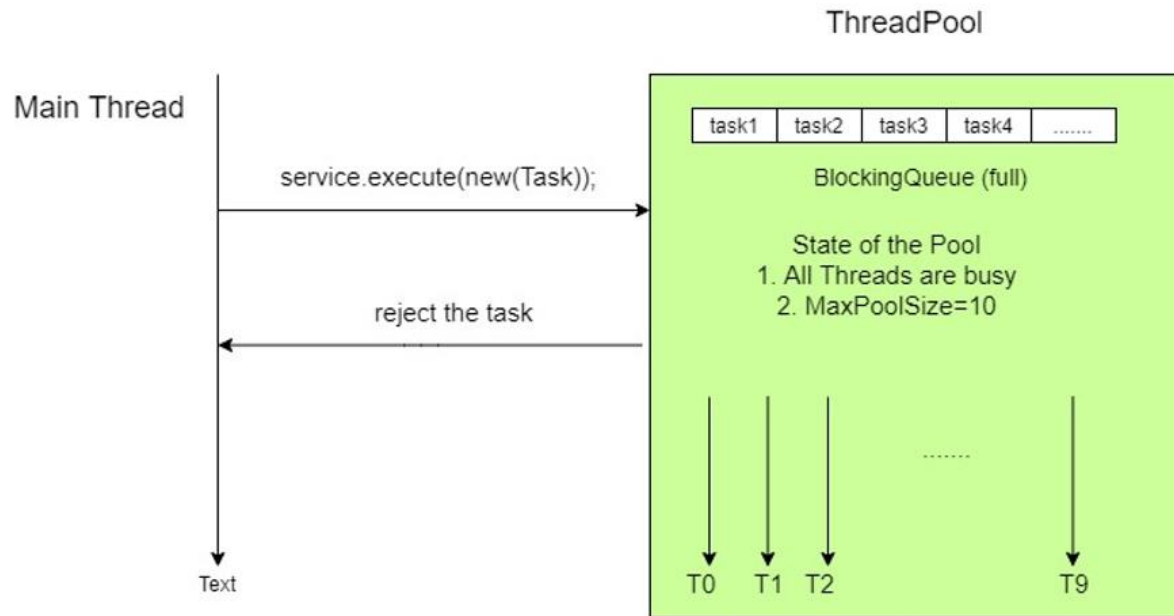 ThreadPool
Main Thread
task1 task2 task3 task4 .......
service.execute(new(Task));
BlockingQueue (full)
State of the Pool
1. All Threads are busy
2. MaxPoolSize=10
reject the task
.......
Text
T0 T1 T2 T9